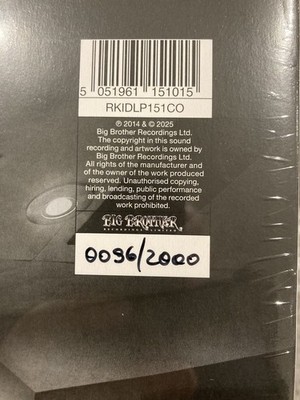 5 051961 151015
RKIDLP151CO
℗ 2014 & © 2025
Big Brother Recordings Ltd.
The copyright in this sound
recording and artwork is owned by
Big Brother Recordings Ltd.
All rights of the manufacturer and
of the owner of the work produced
reserved. Unauthorised copying,
hiring, lending, public performance
and broadcasting of the recorded
work prohibited.
BIG BROTHER
RECORDINGS LIMITED
0096/2000